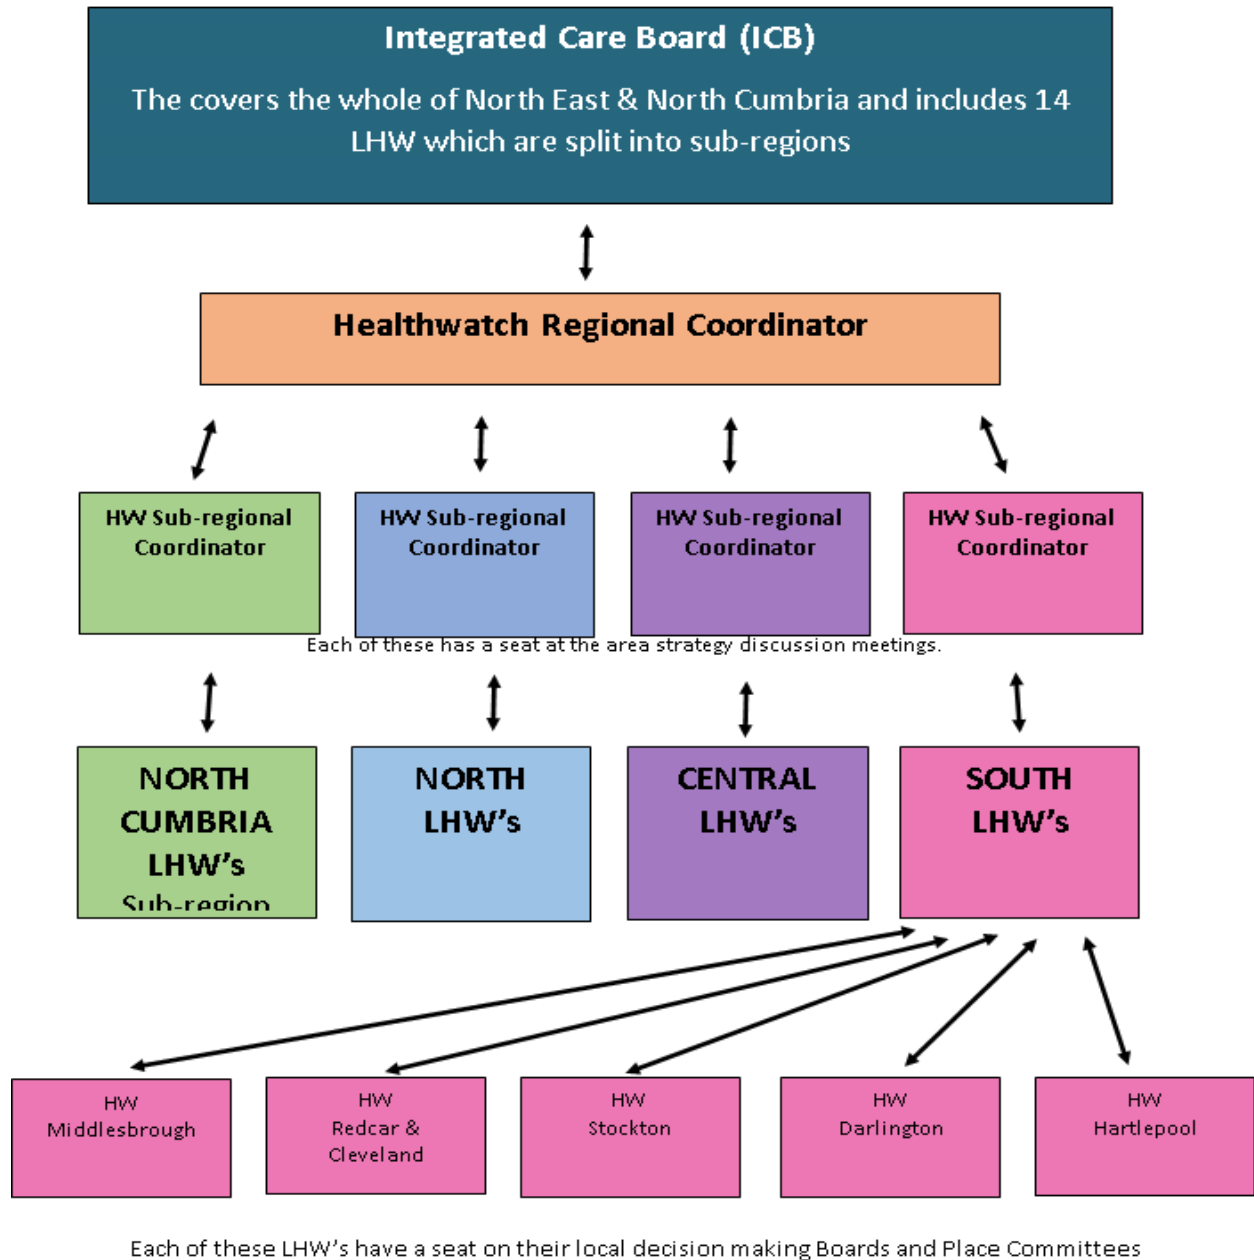 Integrated Care Board (ICB)
The covers the whole of North East & North Cumbria and includes 14
LHW which are split into sub-regions
Healthwatch Regional Coordinator
HW Sub-regional
Coordinator
HW Sub-regional
Coordinator
HW Sub-regional
Coordinator
HW Sub-regional
Coordinator
Each of these has a seat at the area strategy discussion meetings.
NORTH
CUMBRIA
LHW’s
Sub-region
NORTH
LHW’s
CENTRAL
LHW’s
SOUTH
LHW’s
HW
Middlesbrough
HW
Redcar &
Cleveland
HW
Stockton
HW
Darlington
HW
Hartlepool
Each of these LHW’s have a seat on their local decision making Boards and Place Committees